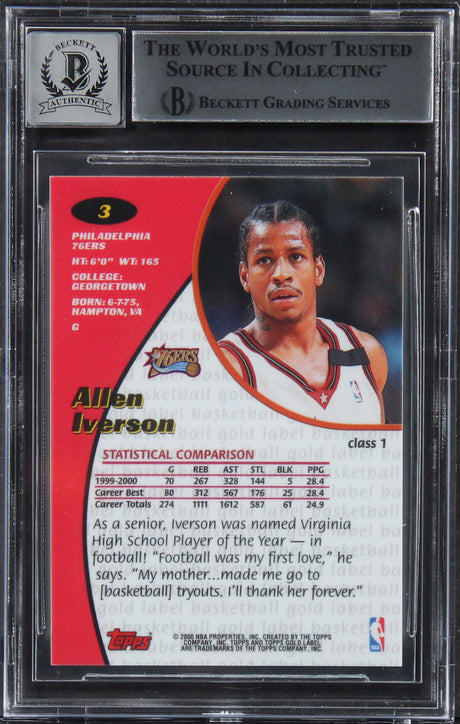 BECKETT
B
AUTHENTIC
THE WORLD'S MOST TRUSTED
SOURCE IN COLLECTING™
B BECKETT GRADING SERVICES
3
PHILADELPHIA
76ERS
HT: 6'0" WT: 165
COLLEGE:
GEORGETOWN
BORN: 6-7-75,
HAMPTON, VA
G
76ERS
Allen
Iverson
class 1
STATISTICAL COMPARISON
G REB AST STL BLK PPG
1999-2000 70 267 328 144 5 28.4
Career Best 80 312 567 176 25 28.4
Career Totals 274 1111 1612 587 61 24.9
As a senior, Iverson was named Virginia
High School Player of the Year — in
football! "Football was my first love," he
says. "My mother...made me go to
[basketball] tryouts. I'll thank her forever."
Topps
© 2000 NBA PROPERTIES, INC. CREATED BY THE TOPPS
COMPANY, INC. TOPPS AND TOPPS GOLD LABEL
ARE TRADEMARKS OF THE TOPPS COMPANY, INC.
NBA